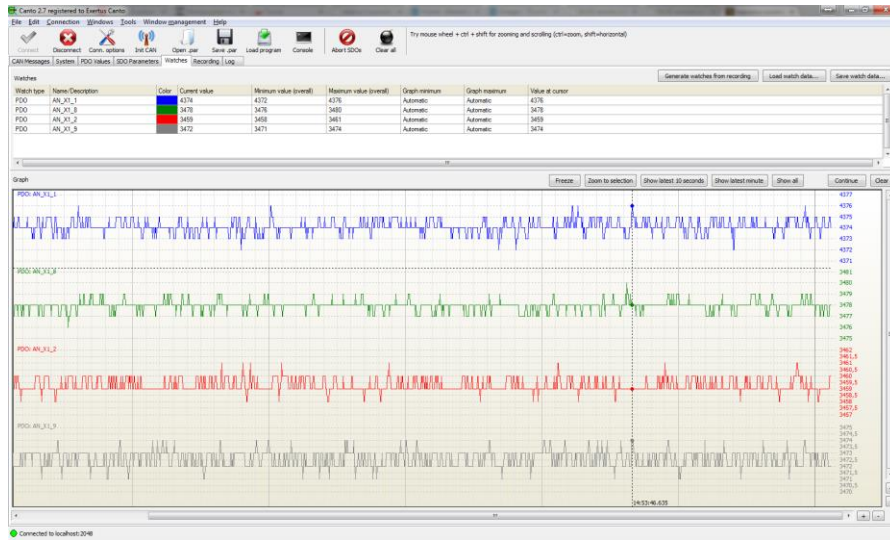 Canto 2.7 registered to Exertus Canto
File Edit Connection Windows Tools Window management Help
Connect Disconnect Conn. options Init CAN Open .par Save .par Load program Console Abort SDOs Clear all Try mouse wheel + ctrl + shift for zooming and scrolling (ctrl=zoom, shift=horizontal)
CAN Messages System PDO Values SDO Parameters Watches Recording Log
Watches Generate watches from recording Load watch data... Save watch data...
Watch type Name/Description Color Current value Minimum value (overall) Maximum value (overall) Graph minimum Graph maximum Value at cursor
PDO AN_X1_1 4374 4372 4376 Automatic Automatic 4376
PDO AN_X1_8 3478 3476 3480 Automatic Automatic 3478
PDO AN_X1_2 3459 3458 3461 Automatic Automatic 3459
PDO AN_X1_9 3472 3471 3474 Automatic Automatic 3474
Graph Freeze Zoom to selection Show latest 10 seconds Show latest minute Show all Continue Clear
PDO: AN_X1_1 4377
4376
4375
4374
4373
4372
4371
PDO: AN_X1_8 3481
3480
3479
3478
3477
3476
3475
PDO: AN_X1_2 3462
3461,5
3461
3460,5
3460
3459,5
3459
3458,5
3458
3457,5
3457
PDO: AN_X1_9 3475
3474,5
3474
3473,5
3473
3472,5
3472
3471,5
3471
3470,5
3470
14:53:46.635
+ -
Connected to localhost:2048